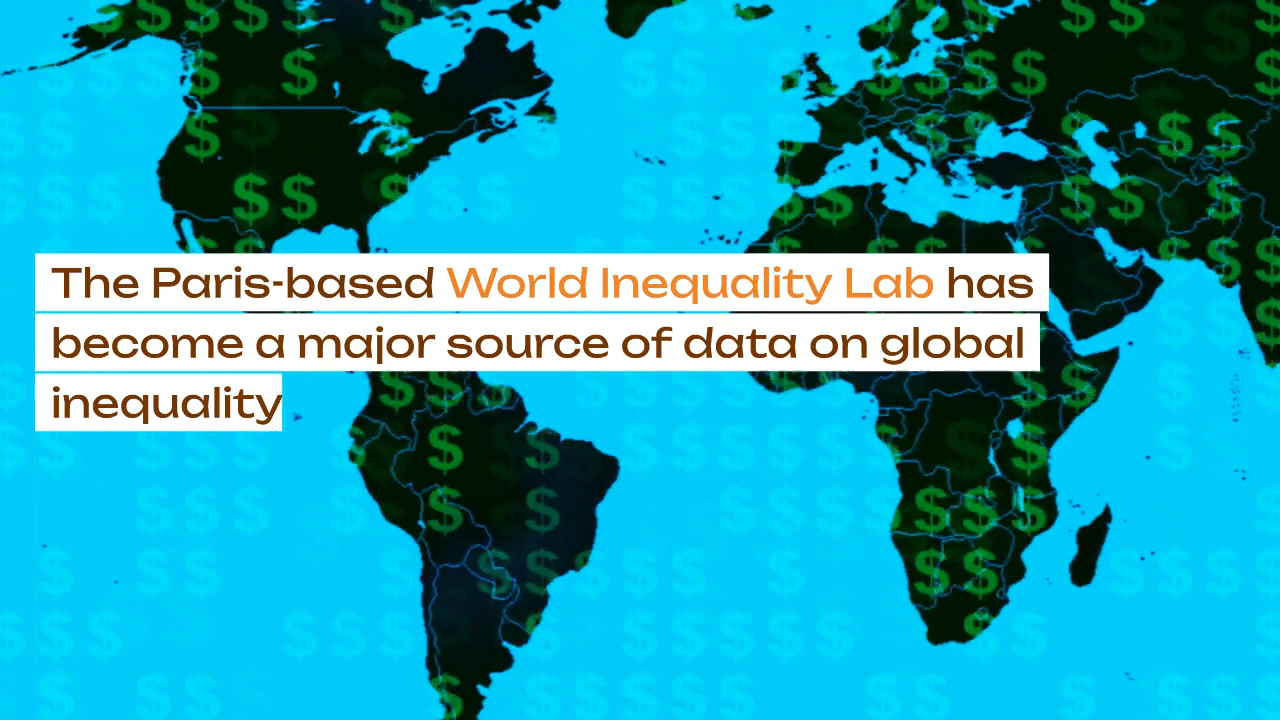 The Paris-based World Inequality Lab has
become a major source of data on global
inequality